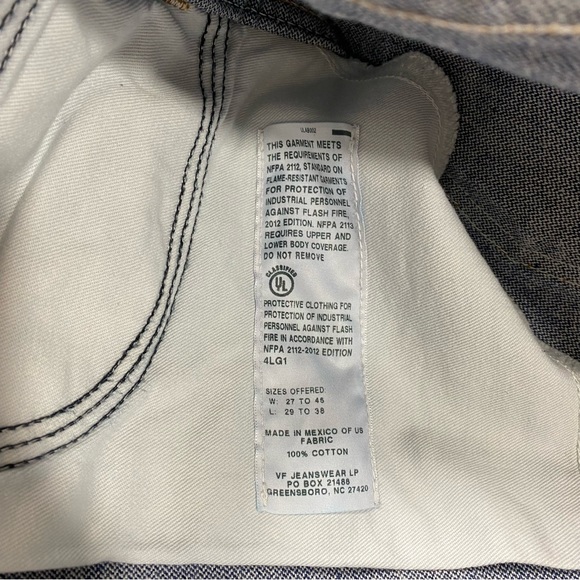 THIS GARMENT MEETS
THE REQUIREMENTS OF
NFPA 2112, STANDARD ON
FLAME-RESISTANT GARMENTS
FOR PROTECTION OF
INDUSTRIAL PERSONNEL
AGAINST FLASH FIRE,
2012 EDITION. NFPA 2113
REQUIRES UPPER AND
LOWER BODY COVERAGE.
DO NOT REMOVE
CLASSIFIED
UL
PROTECTIVE CLOTHING FOR
PROTECTION OF INDUSTRIAL
PERSONNEL AGAINST FLASH
FIRE IN ACCORDANCE WITH
NFPA 2112-2012 EDITION
4LG1
SIZES OFFERED
W: 27 TO 46
L: 29 TO 38
MADE IN MEXICO OF US
FABRIC
100% COTTON
VF JEANSWEAR LP
PO BOX 21488
GREENSBORO, NC 27420